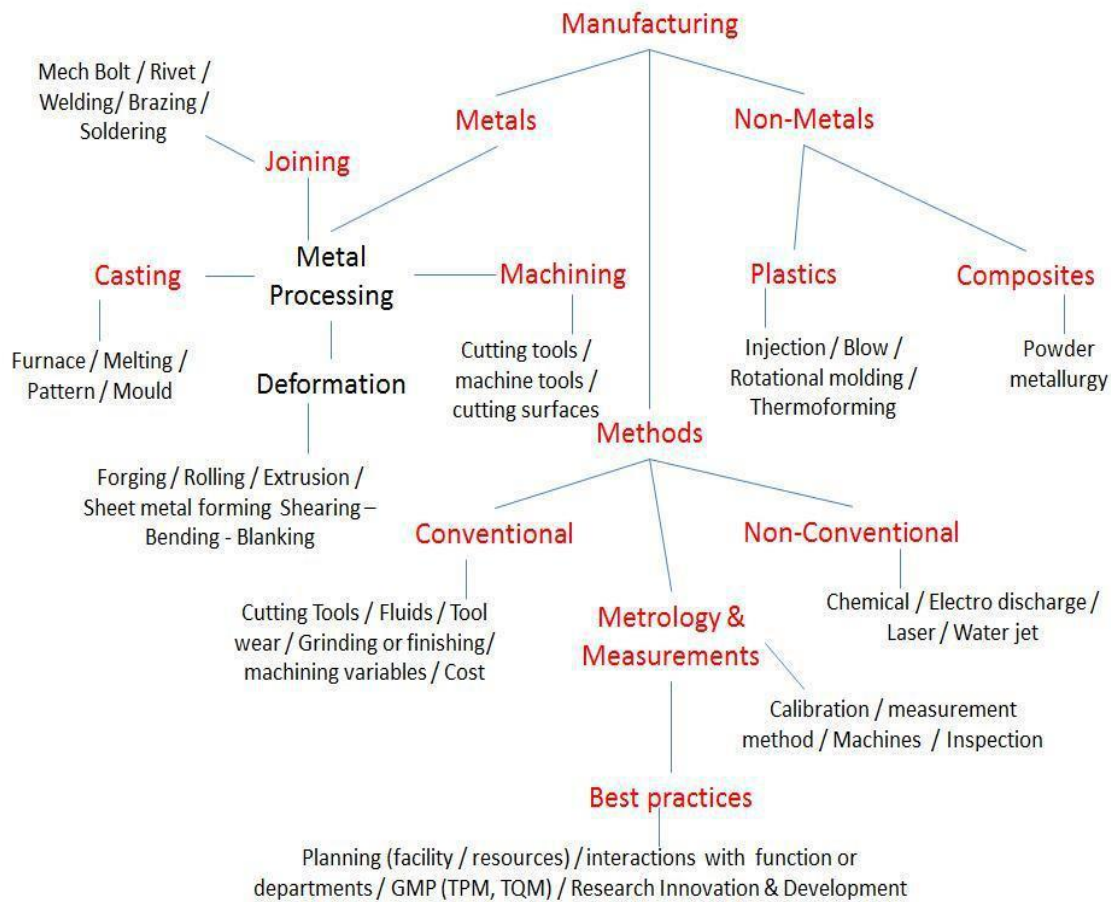 Manufacturing
Mech Bolt / Rivet /
Welding/ Brazing /
Soldering
Metals
Non-Metals
Joining
Metal
Processing
Casting
Machining
Plastics
Composites
Furnace / Melting /
Pattern / Mould
Deformation
Cutting tools /
machine tools /
cutting surfaces
Injection / Blow /
Rotational molding /
Thermoforming
Powder
metallurgy
Methods
Forging / Rolling / Extrusion /
Sheet metal forming Shearing –
Bending - Blanking
Conventional
Non-Conventional
Cutting Tools / Fluids / Tool
wear / Grinding or finishing/
machining variables / Cost
Metrology &
Measurements
Chemical / Electro discharge /
Laser / Water jet
Calibration / measurement
method / Machines / Inspection
Best practices
Planning (facility / resources) / interactions with function or
departments / GMP (TPM, TQM) / Research Innovation & Development